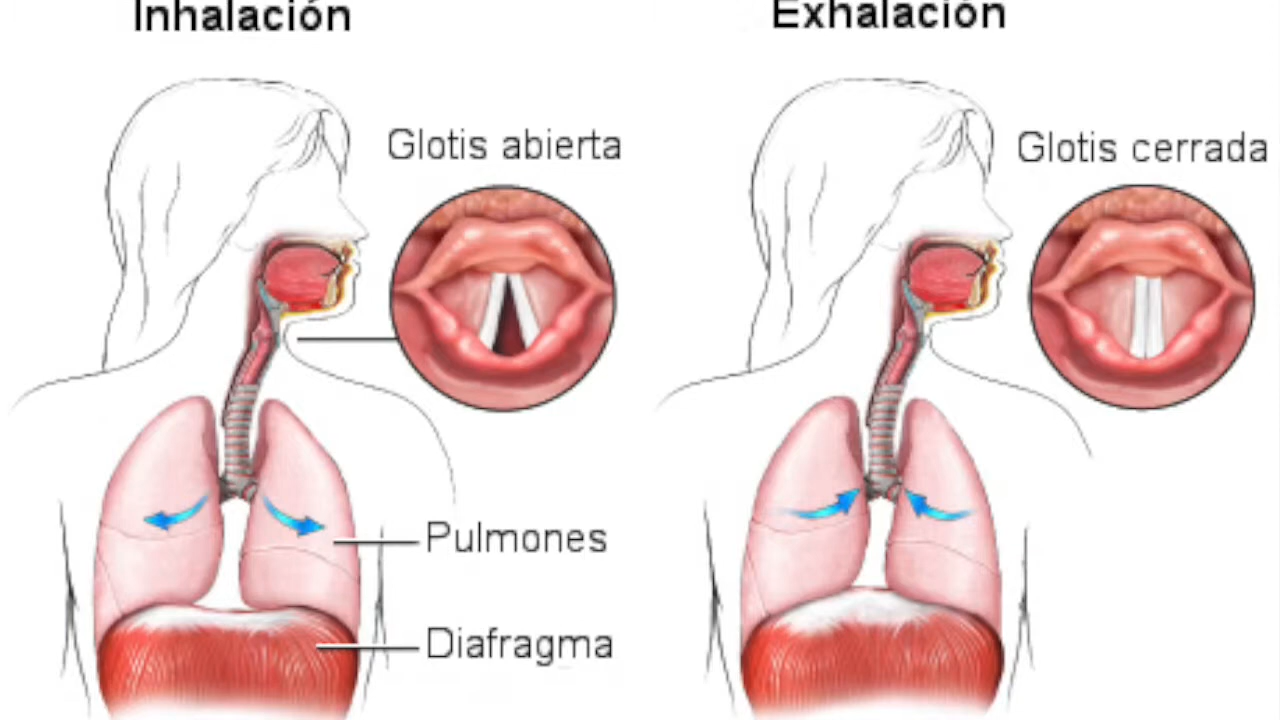 Inhalación
Exhalación
Glotis abierta
Glotis cerrada
Pulmones
Diafragma